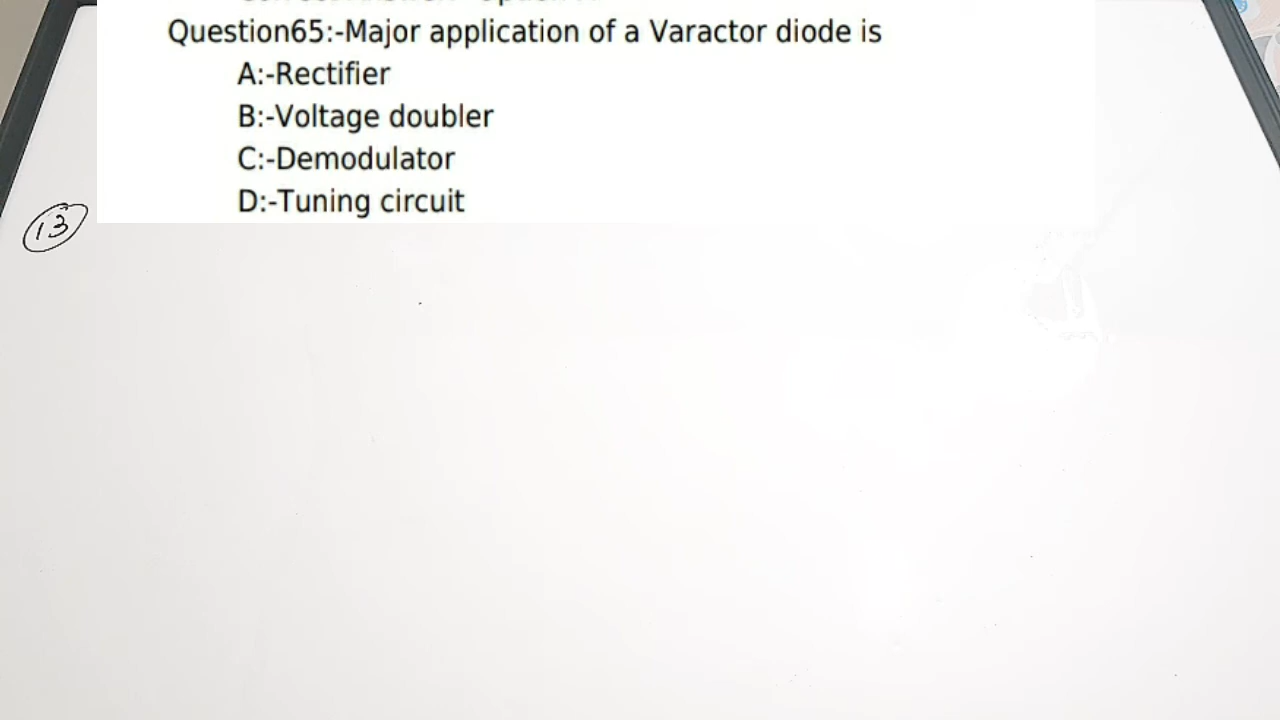 Question65:-Major application of a Varactor diode is
A:-Rectifier
B:-Voltage doubler
C:-Demodulator
D:-Tuning circuit
13